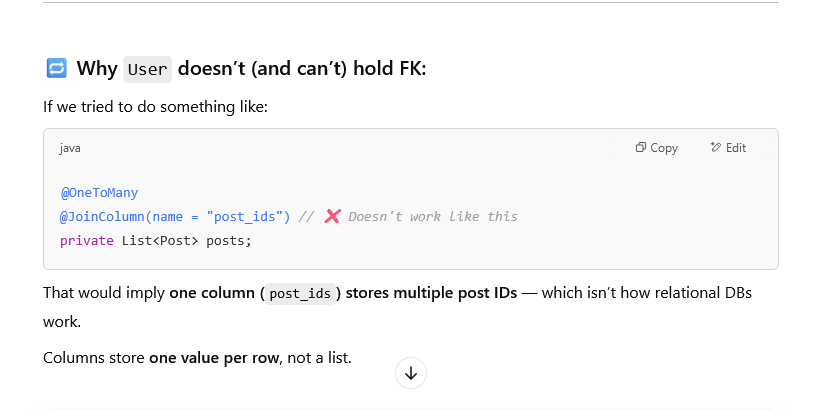 🔁 Why User doesn’t (and can’t) hold FK:
If we tried to do something like:
java Copy Edit
@OneToMany
@JoinColumn(name = "post_ids") // ❌ Doesn't work like this
private List<Post> posts;
That would imply one column (post_ids) stores multiple post IDs — which isn’t how relational DBs
work.
Columns store one value per row, not a list.